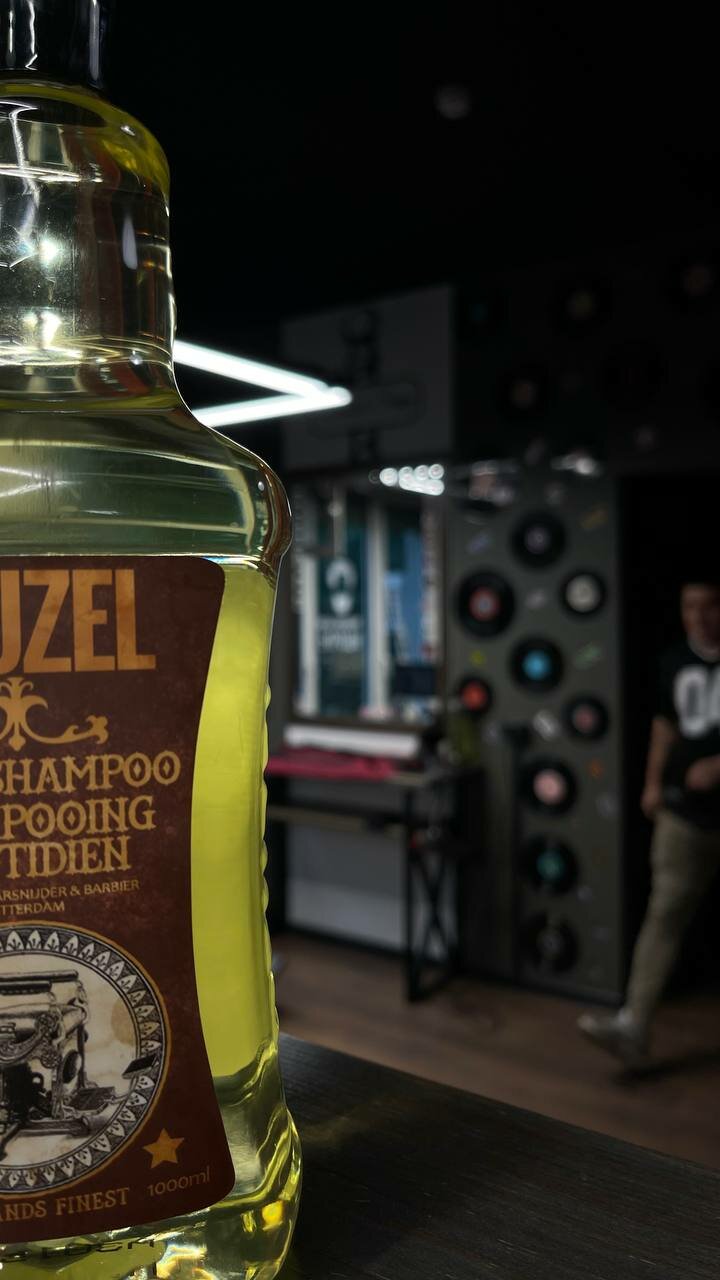 UZEL
SHAMPOO
POOING
TIDIEN
ARSNIJDER & BARBIER
TTERDAM
1000ml
ANDS FINEST